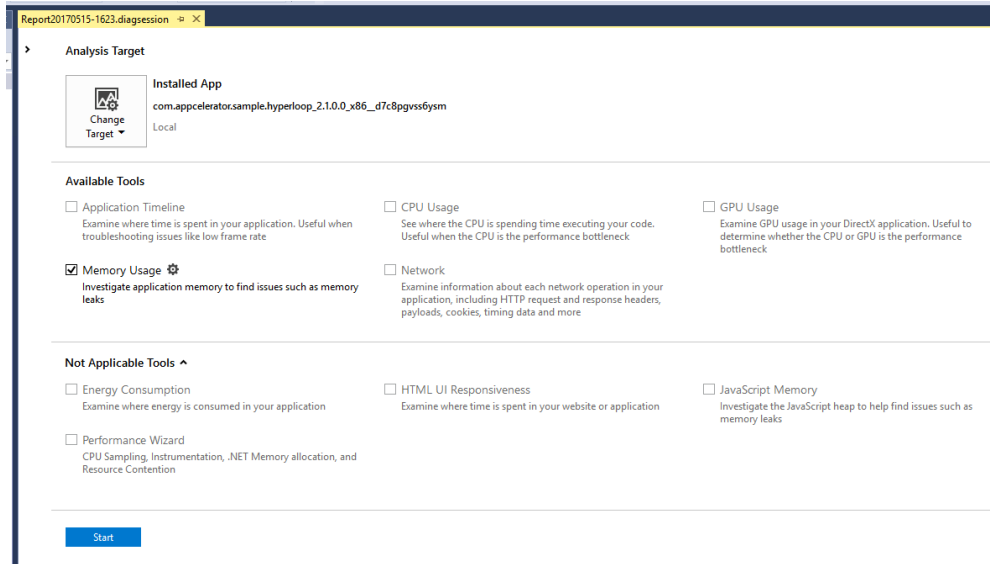 Report20170515-1623.diagsession
Analysis Target
Change
Target
Installed App
com.appcelerator.sample.hyperloop_2.1.0.0_x86__d7c8pgvss6ysm
Local
Available Tools
Application Timeline
Examine where time is spent in your application. Useful when
troubleshooting issues like low frame rate
CPU Usage
See where the CPU is spending time executing your code.
Useful when the CPU is the performance bottleneck
GPU Usage
Examine GPU usage in your DirectX application. Useful to
determine whether the CPU or GPU is the performance
bottleneck
Memory Usage
Investigate application memory to find issues such as memory
leaks
Network
Examine information about each network operation in your
application, including HTTP request and response headers,
payloads, cookies, timing data and more
Not Applicable Tools
Energy Consumption
Examine where energy is consumed in your application
HTML UI Responsiveness
Examine where time is spent in your website or application
JavaScript Memory
Investigate the JavaScript heap to help find issues such as
memory leaks
Performance Wizard
CPU Sampling, Instrumentation, .NET Memory allocation, and
Resource Contention
Start